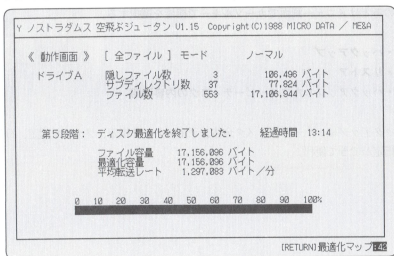 Y ノストラダムス 空飛ぶジュータン V1.15 Copyright(C)1988 MICRO DATA / ME&A
《 動作画面 》 [ 全ファイル ] モード ノーマル
ドライブA 隠しファイル数 3 106,496 バイト
サブディレクトリ数 37 77,824 バイト
ファイル数 553 17,106,944 バイト
第5段階: ディスク最適化を終了しました. 経過時間 13:14
ファイル容量 17,156,096 バイト
最適化容量 17,156,096 バイト
平均転送レート 1,297,083 バイト/分
0 10 20 30 40 50 60 70 80 90 100%
[RETURN]最適化マップ